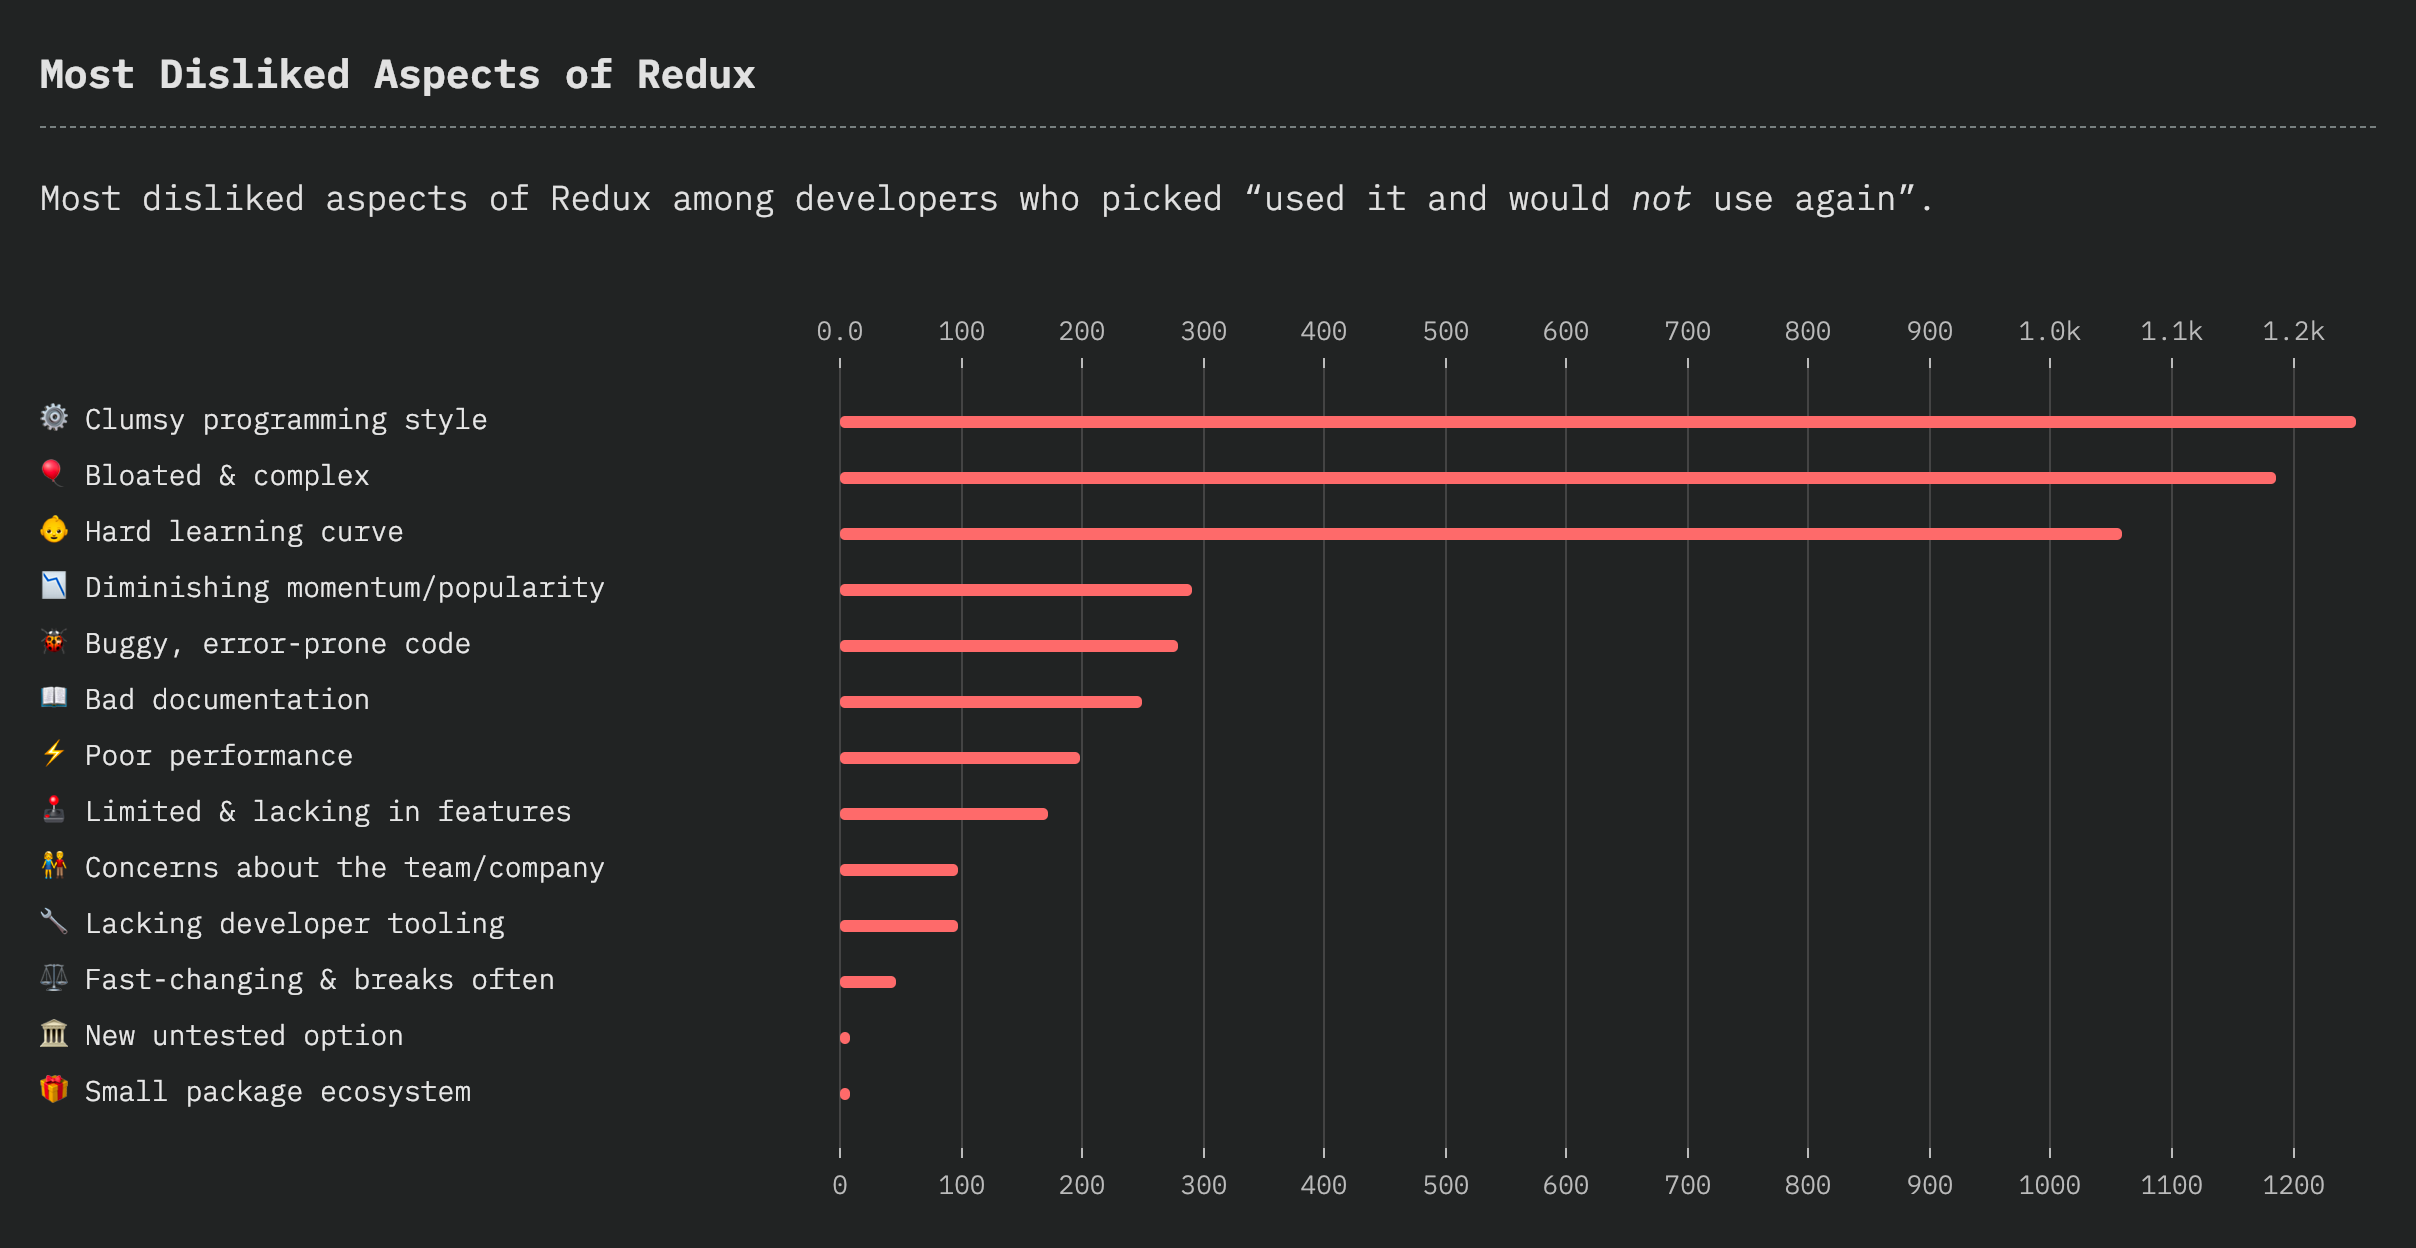 Most Disliked Aspects of Redux
Most disliked aspects of Redux among developers who picked “used it and would not use again”.
0.0 100 200 300 400 500 600 700 800 900 1.0k 1.1k 1.2k
Clumsy programming style
Bloated & complex
Hard learning curve
Diminishing momentum/popularity
Buggy, error-prone code
Bad documentation
Poor performance
Limited & lacking in features
Concerns about the team/company
Lacking developer tooling
Fast-changing & breaks often
New untested option
Small package ecosystem
0 100 200 300 400 500 600 700 800 900 1000 1100 1200